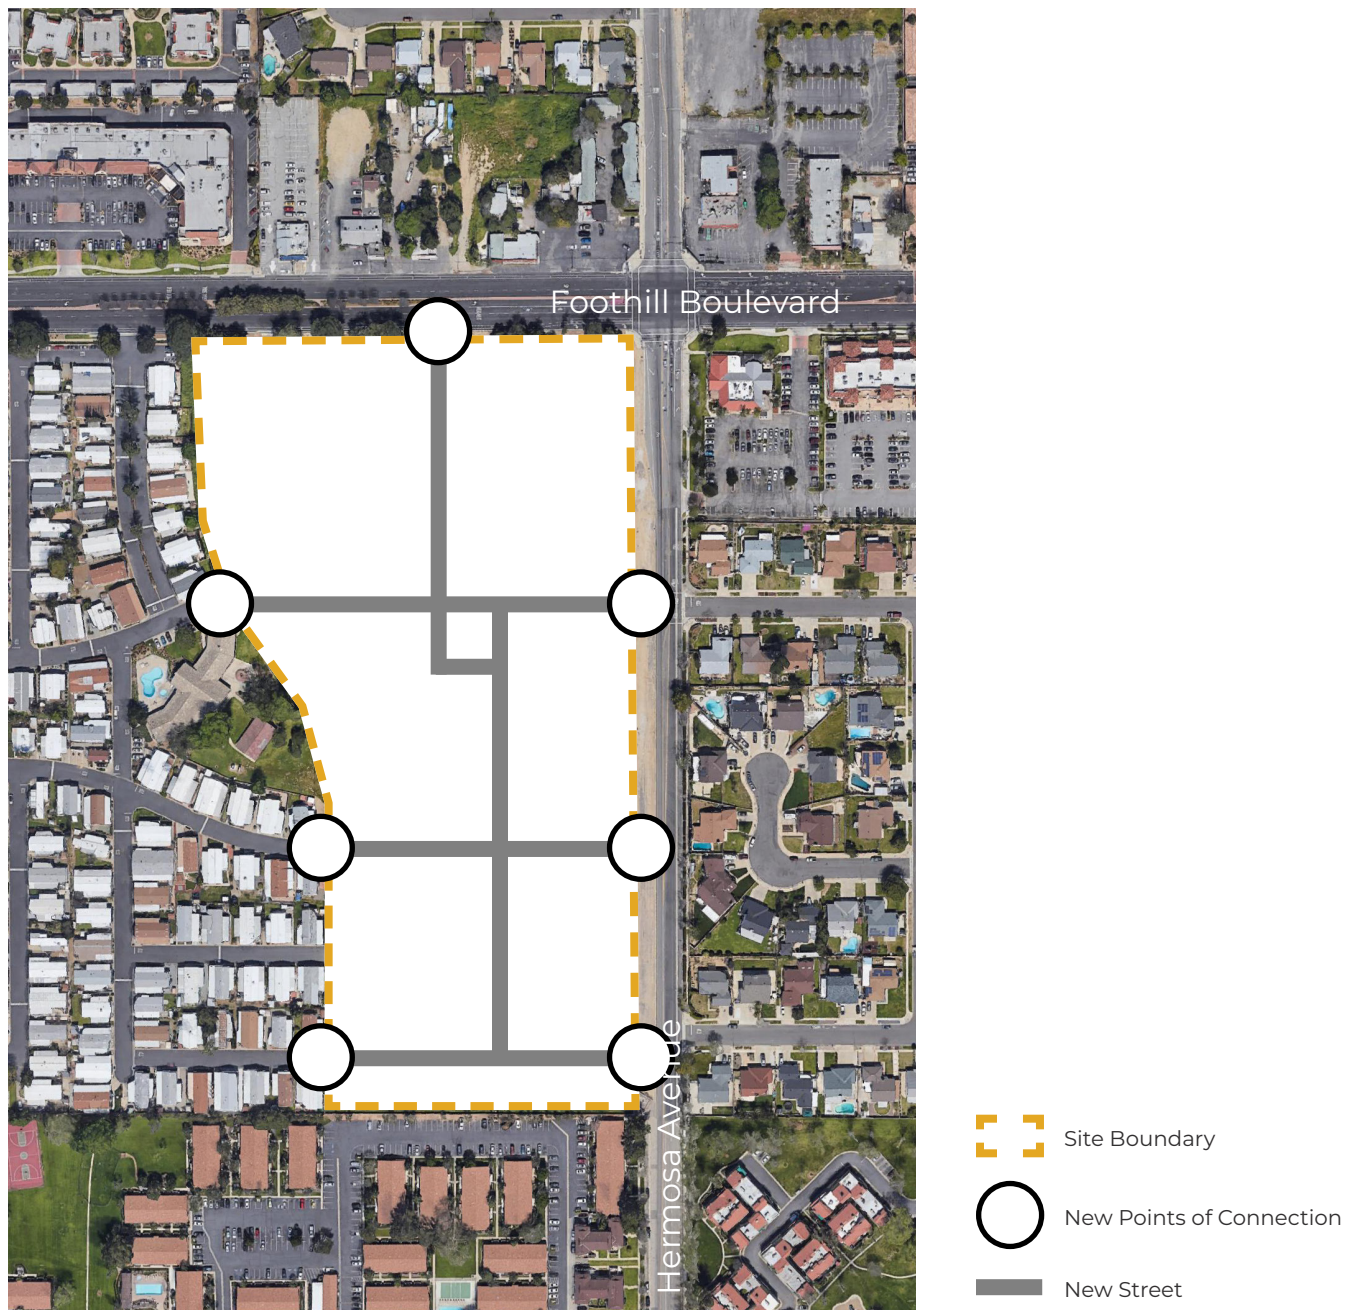 Foothill Boulevard
Hermosa Avenue
Site Boundary
New Points of Connection
New Street